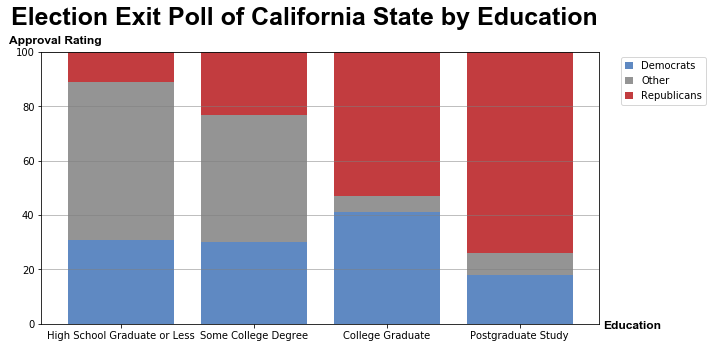 Election Exit Poll of California State by Education
Approval Rating
100
80
60
40
20
0
High School Graduate or Less
Some College Degree
College Graduate
Postgraduate Study
Education
Democrats
Other
Republicans